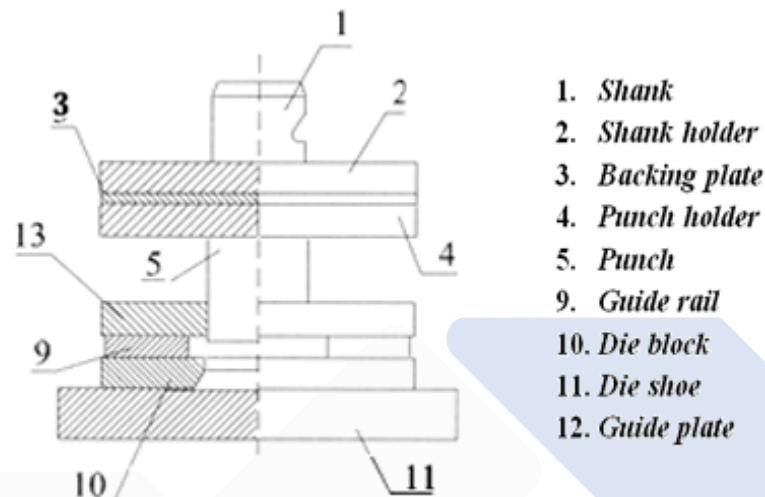 1
3
2
13
5
4
9
10
11
1. Shank
2. Shank holder
3. Backing plate
4. Punch holder
5. Punch
9. Guide rail
10. Die block
11. Die shoe
12. Guide plate